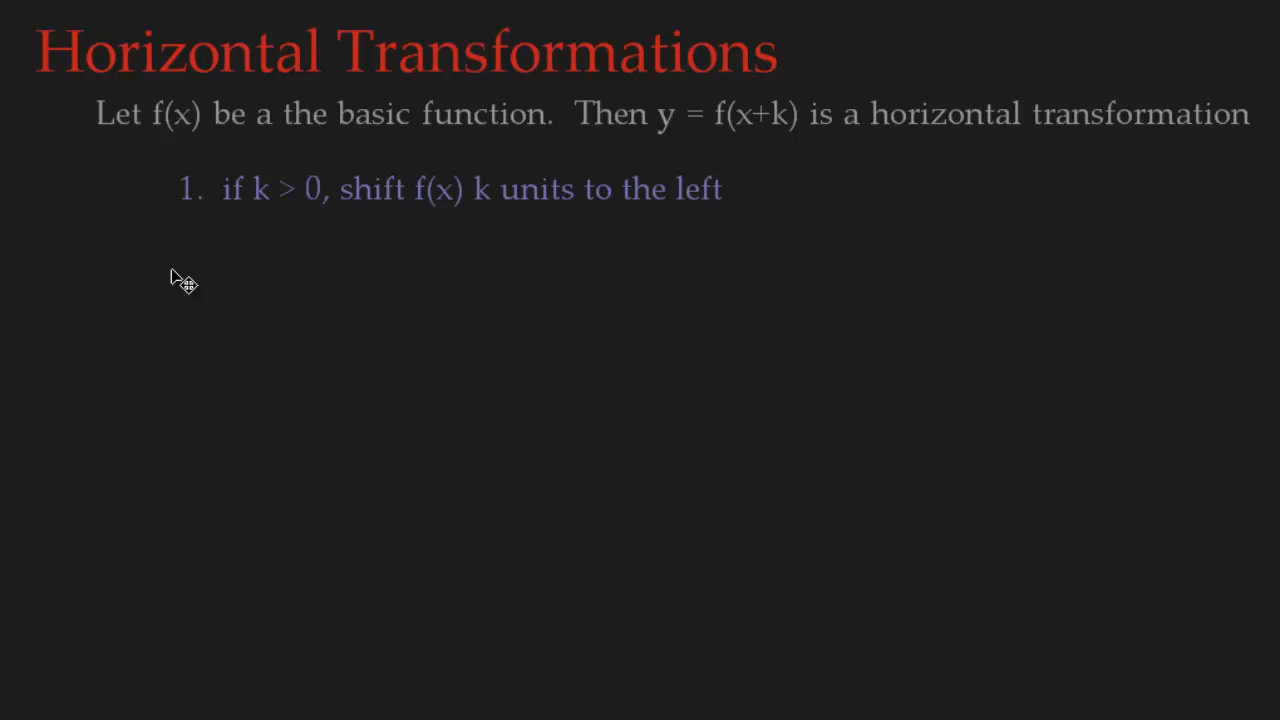 Horizontal Transformations
Let f(x) be a the basic function. Then y = f(x+k) is a horizontal transformation
1. if k > 0, shift f(x) k units to the left